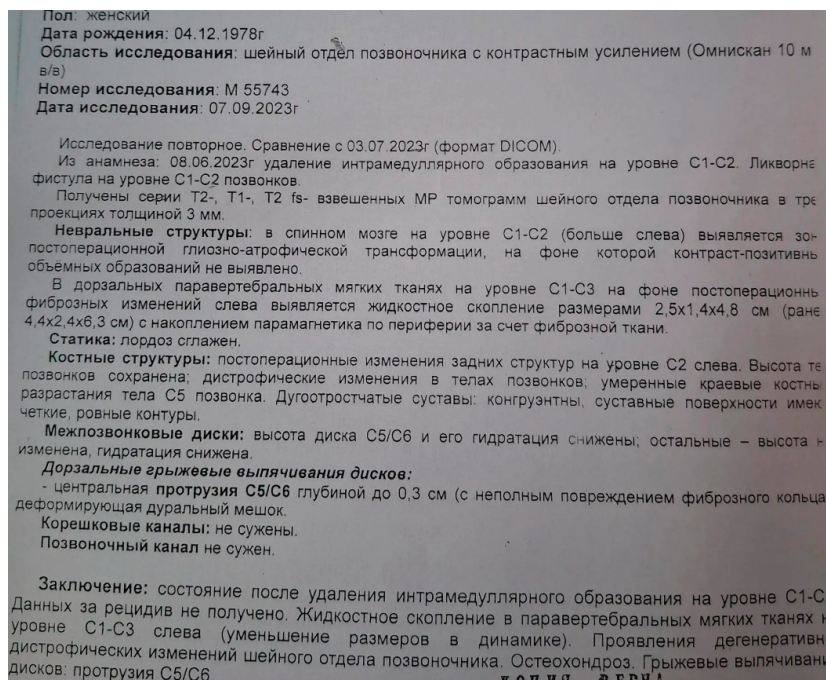 Пол: женский
Дата рождения: 04.12.1978г
Область исследования: шейный отдел позвоночника с контрастным усилением (Омнискан 10 м
в/в)
Номер исследования: М 55743
Дата исследования: 07.09.2023г
Исследование повторное. Сравнение с 03.07.2023г (формат DICOM).
Из анамнеза: 08.06.2023г удаление интрамедуллярного образования на уровне С1-С2. Ликворна
фистула на уровне С1-С2 позвонков.
Получены серии Т2-, Т1-, Т2 fs- взвешенных МР томограмм шейного отдела позвоночника в тре
проекциях толщиной 3 мм.
Невральные структуры: в спинном мозге на уровне С1-С2 (больше слева) выявляется зо
постоперационной глиозно-атрофической трансформации, на фоне которой контраст-позитивнь
объёмных образований не выявлено.
В дорзальных паравертебральных мягких тканях на уровне С1-С3 на фоне постоперационнь
фиброзных изменений слева выявляется жидкостное скопление размерами 2,5х1,4х4,8 см (ране
4,4х2,4х6,3 см) с накоплением парамагнетика по периферии за счет фиброзной ткани.
Статика: лордоз сглажен.
Костные структуры: постоперационные изменения задних структур на уровне С2 слева. Высота те
позвонков сохранена; дистрофические изменения в телах позвонков; умеренные краевые костнь
разрастания тела С5 позвонка. Дугоотростчатые суставы: конгруэнтны, суставные поверхности имею
четкие, ровные контуры.
Межпозвонковые диски: высота диска С5/С6 и его гидратация снижены; остальные – высота н
изменена, гидратация снижена.
Дорзальные грыжевые выпячивания дисков:
- центральная протрузия С5/С6 глубиной до 0,3 см (с неполным повреждением фиброзного кольца
деформирующая дуральный мешок.
Корешковые каналы: не сужены.
Позвоночный канал не сужен.
Заключение: состояние после удаления интрамедуллярного образования на уровне С1-С
Данных за рецидив не получено. Жидкостное скопление в паравертебральных мягких тканях н
уровне С1-С3 слева (уменьшение размеров в динамике). Проявления дегенеративн
дистрофических изменений шейного отдела позвоночника. Остеохондроз. Грыжевые выпячивани
дисков: протрузия С5/С6
КОПИЯ ВЕРНА